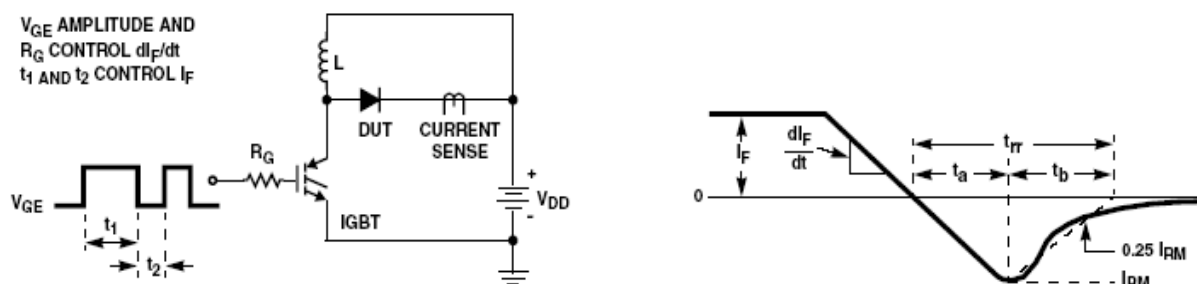 VGE AMPLITUDE AND
RG CONTROL dIF/dt
t1 AND t2 CONTROL IF
L
DUT
CURRENT
SENSE
RG
VGE
t1
t2
IGBT
+
VDD
-
IF
dIF
dt
trr
ta
tb
0
0.25 IRM
IRM